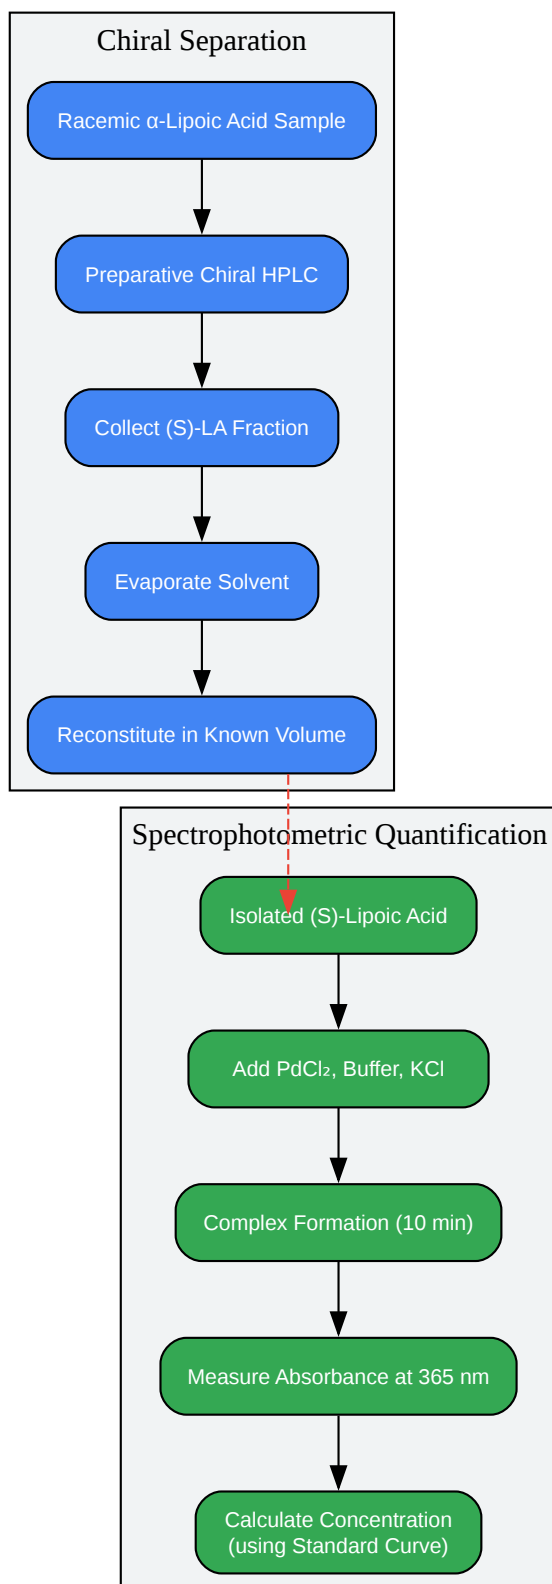 Chiral Separation
Racemic α-Lipoic Acid Sample
Preparative Chiral HPLC
Collect (S)-LA Fraction
Evaporate Solvent
Reconstitute in Known Volume
Spectrophotometric Quantification
Isolated (S)-Lipoic Acid
Add PdCl₂, Buffer, KCl
Complex Formation (10 min)
Measure Absorbance at 365 nm
Calculate Concentration
(using Standard Curve)